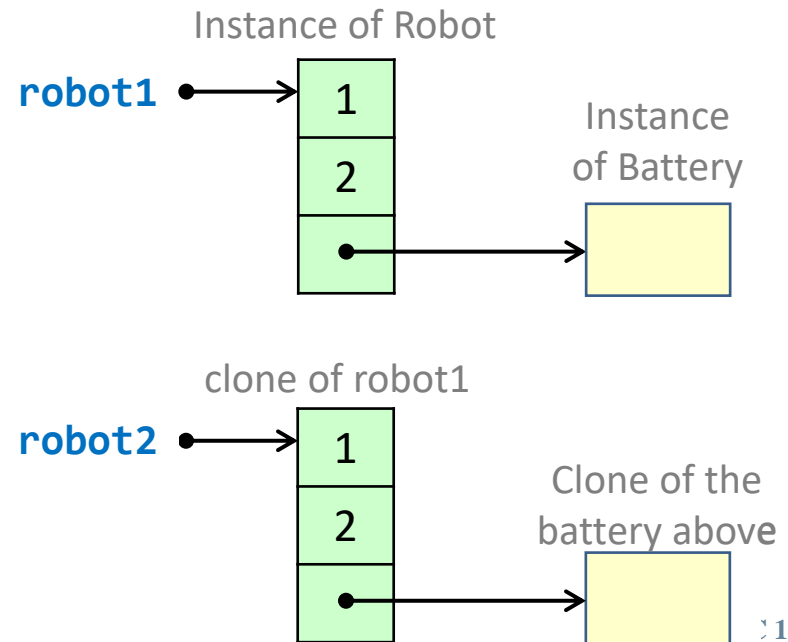 Instance of Robot
robot1
1
2
Instance
of Battery
clone of robot1
robot2
1
2
Clone of the
battery above
1